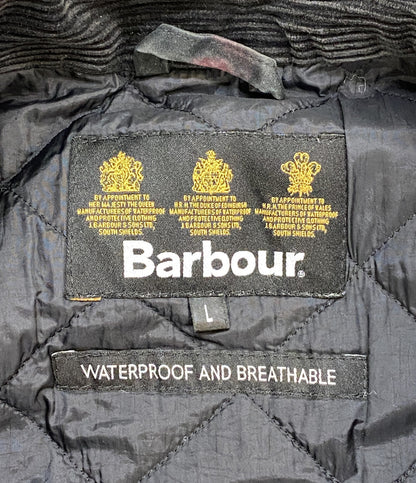 BY APPOINTMENT TO
HER MAJESTY THE QUEEN
MANUFACTURERS OF WATERPROOF
AND PROTECTIVE CLOTHING
J. BARBOUR & SONS LTD,
SOUTH SHIELDS.
BY APPOINTMENT TO
H.R.H. THE DUKE OF EDINBURGH
MANUFACTURERS OF WATERPROOF
AND PROTECTIVE CLOTHING
J. BARBOUR & SONS LTD,
SOUTH SHIELDS.
BY APPOINTMENT TO
H.R.H. THE PRINCE OF WALES
MANUFACTURERS OF WATERPROOF
AND PROTECTIVE CLOTHING
J. BARBOUR & SONS LTD,
SOUTH SHIELDS.
Barbour®
L
WATERPROOF AND BREATHABLE